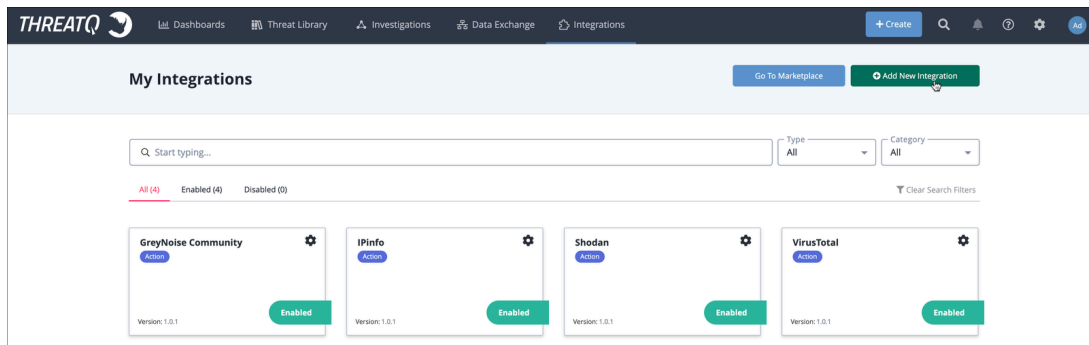 THREATQ Dashboards Threat Library Investigations Data Exchange Integrations + Create Ad
My Integrations Go To Marketplace Add New Integration
Type Category
Start typing... All All
All (4) Enabled (4) Disabled (0) Clear Search Filters
GreyNoise Community IPinfo Shodan VirusTotal
Action Action Action Action
Enabled Enabled Enabled Enabled
Version: 1.0.1 Version: 1.0.1 Version: 1.0.1 Version: 1.0.1